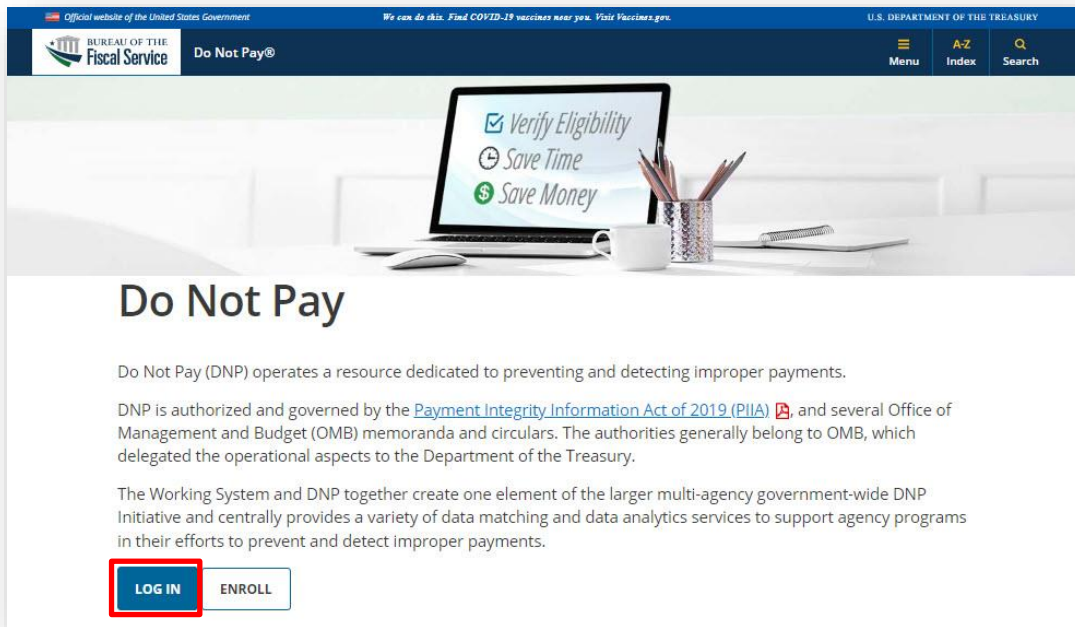 Official website of the United States Government
We can do this. Find COVID-19 vaccines near you. Visit Vaccines.gov.
U.S. DEPARTMENT OF THE TREASURY
BUREAU OF THE
Fiscal Service
Do Not Pay®
Menu
A-Z
Index
Search
Verify Eligibility
Save Time
Save Money
Do Not Pay
Do Not Pay (DNP) operates a resource dedicated to preventing and detecting improper payments.
DNP is authorized and governed by the Payment Integrity Information Act of 2019 (PIIA), and several Office of
Management and Budget (OMB) memoranda and circulars. The authorities generally belong to OMB, which
delegated the operational aspects to the Department of the Treasury.
The Working System and DNP together create one element of the larger multi-agency government-wide DNP
Initiative and centrally provides a variety of data matching and data analytics services to support agency programs
in their efforts to prevent and detect improper payments.
LOG IN
ENROLL